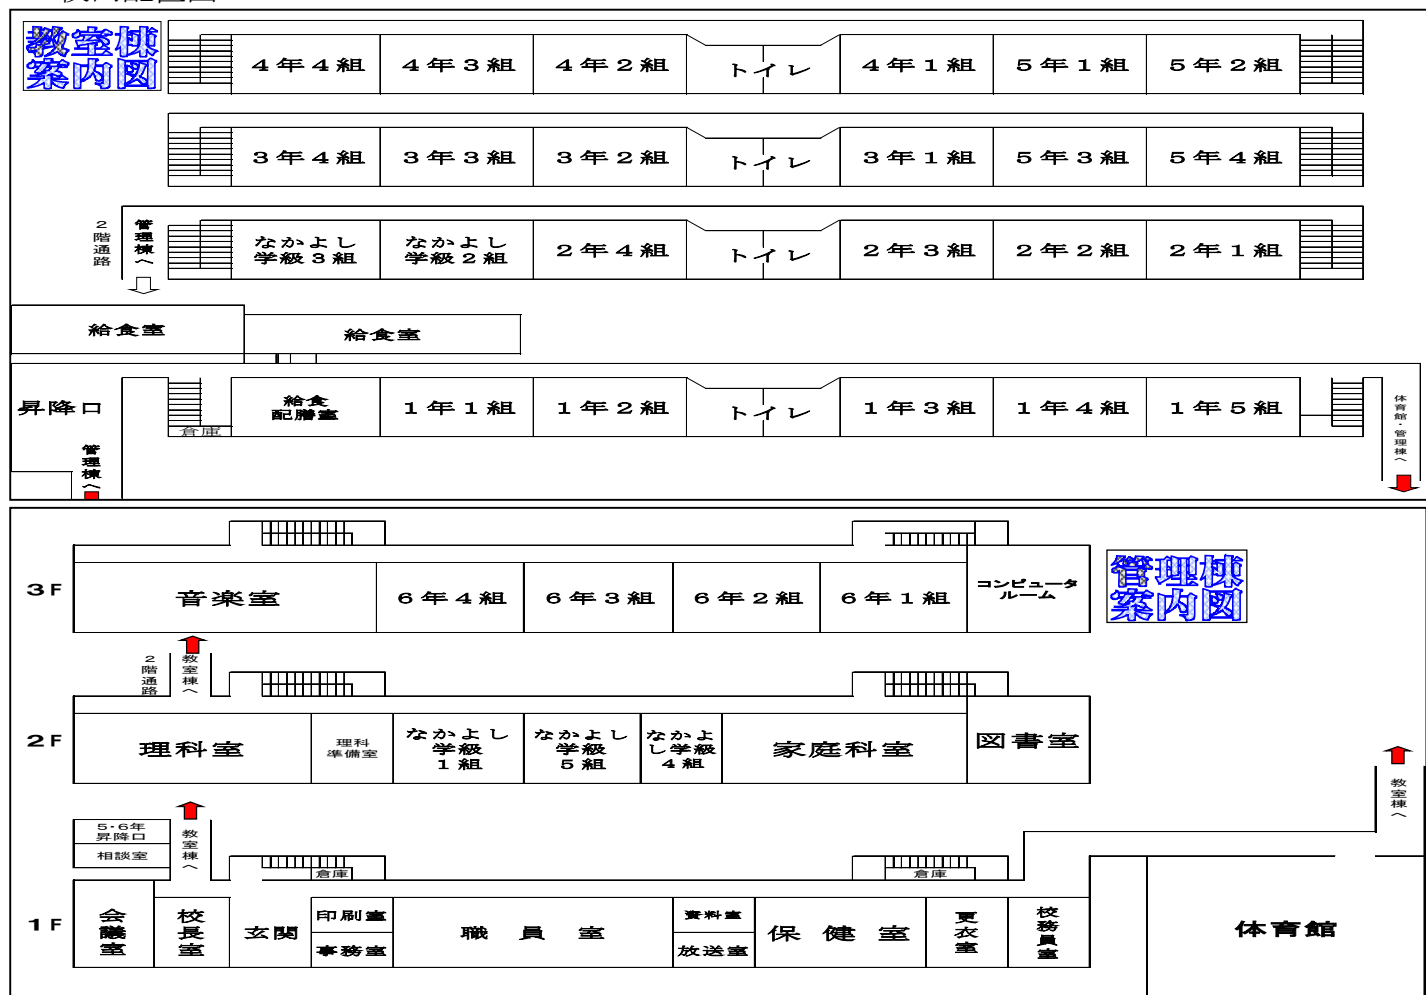 教室棟
案内図
4年4組 4年3組 4年2組 トイレ 4年1組 5年1組 5年2組
3年4組 3年3組 3年2組 トイレ 3年1組 5年3組 5年4組
2階通路
管理棟へ
なかよし
学級3組
なかよし
学級2組
2年4組 トイレ 2年3組 2年2組 2年1組
給食室
給食室
昇降口
倉庫
給食
配膳室
1年1組 1年2組 トイレ 1年3組 1年4組 1年5組
管理棟へ
体育館・管理棟へ
管理棟
案内図
3F
音楽室 6年4組 6年3組 6年2組 6年1組
コンピュータ
ルーム
2階通路
教室棟へ
2F
理科室
理科
準備室
なかよし
学級
1組
なかよし
学級
5組
なかよ
し学級
4組
家庭科室
図書室
教室棟へ
5・6年
昇降口
相談室
教室棟へ
倉庫
倉庫
1F
会議室
校長室
玄関
印刷室
事務室
職員室
資料室
放送室
保健室
更衣室
校務員室
体育館